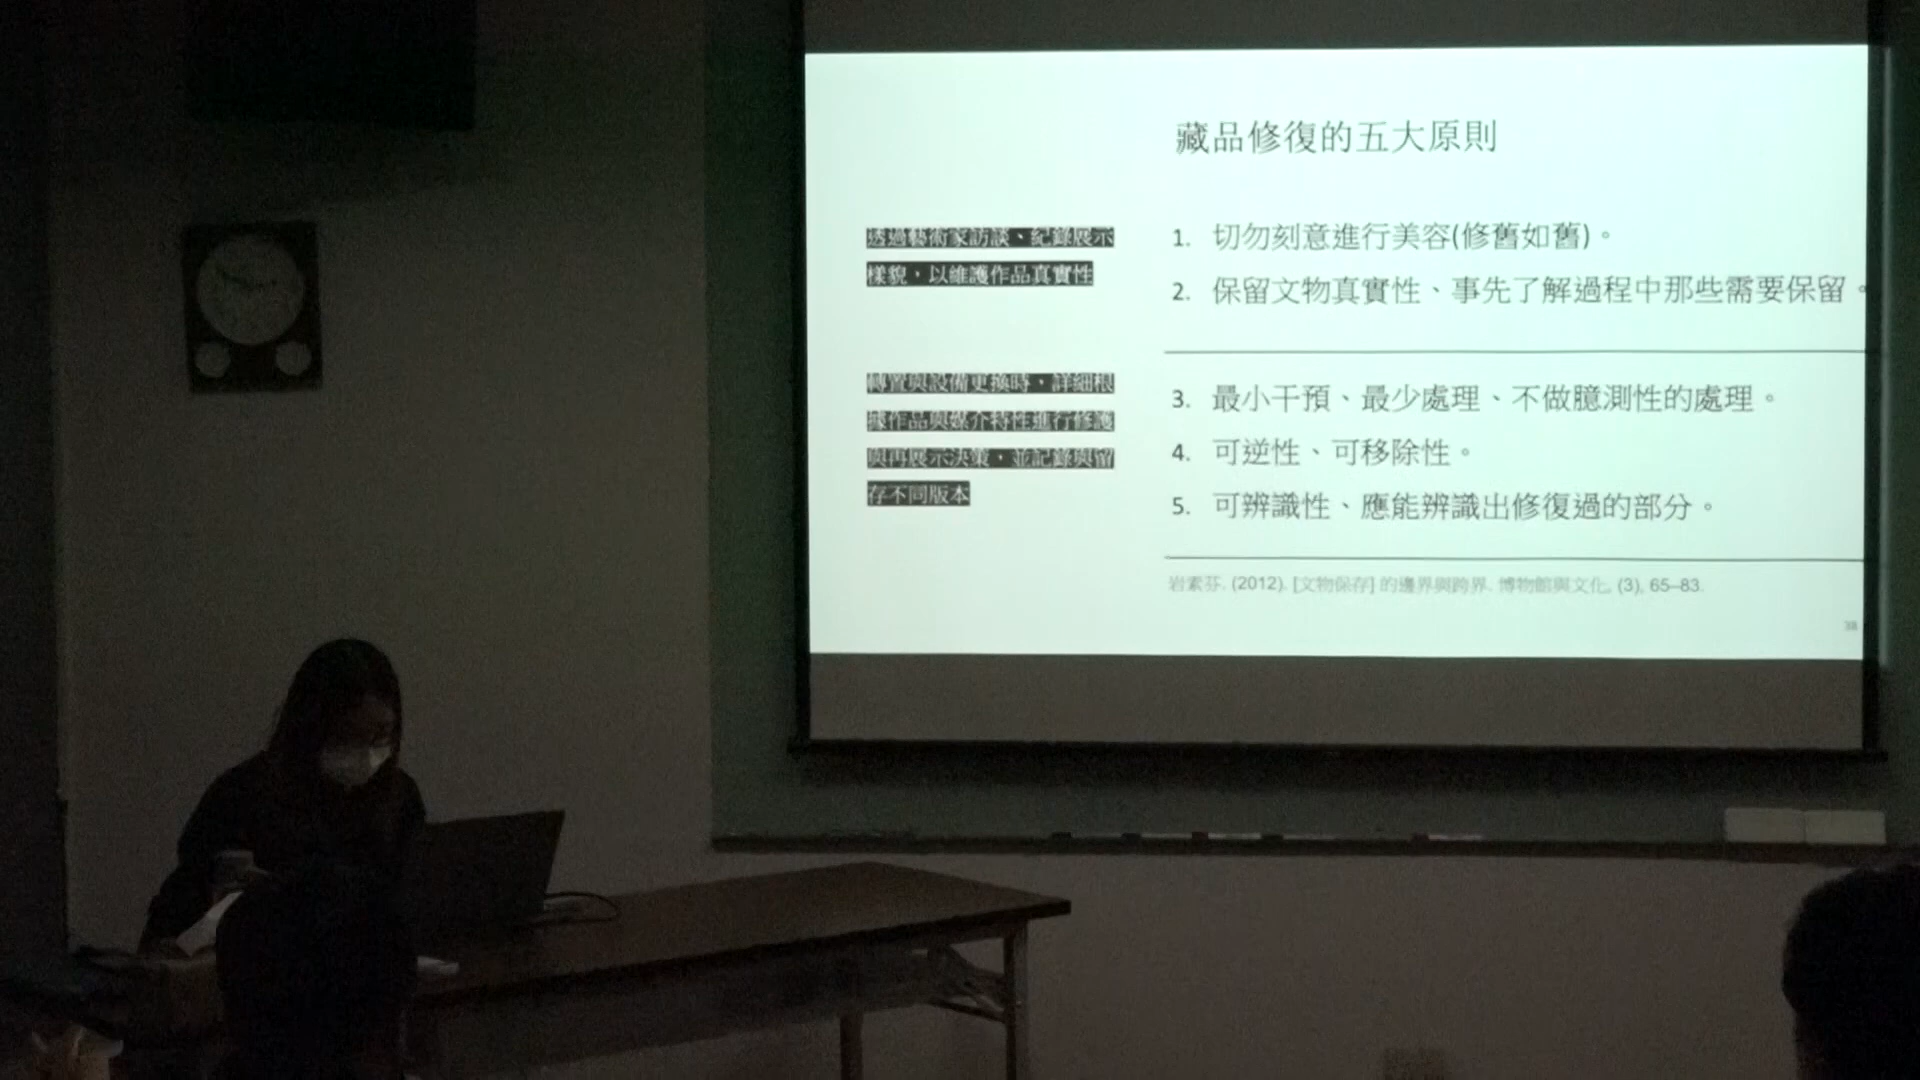 藏品修復的五大原則
透過藝術家訪談、紀錄展示
樣貌，以維護作品真實性
1. 切勿刻意進行美容(修舊如舊)。
2. 保留文物真實性、事先了解過程中那些需要保留。
轉置與設備更換時，詳細根
據作品與媒介特性進行修護
與再展示決策，並記錄與留
存不同版本
3. 最小干預、最少處理、不做臆測性的處理。
4. 可逆性、可移除性。
5. 可辨識性、應能辨識出修復過的部分。
岩素芬. (2012). [文物保存] 的邊界與跨界. 博物館與文化, (3), 65–83.
38